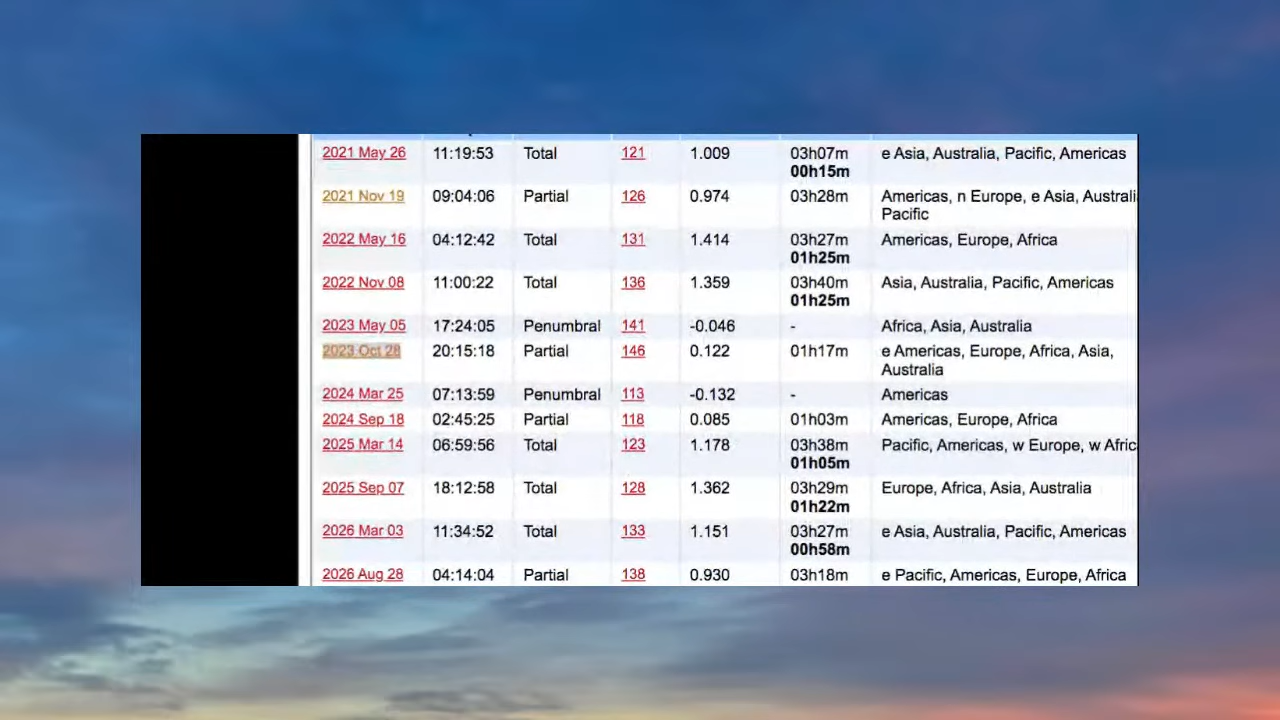 2021 May 26 11:19:53 Total 121 1.009 03h07m e Asia, Australia, Pacific, Americas
00h15m
2021 Nov 19 09:04:06 Partial 126 0.974 03h28m Americas, n Europe, e Asia, Australi
Pacific
2022 May 16 04:12:42 Total 131 1.414 03h27m Americas, Europe, Africa
01h25m
2022 Nov 08 11:00:22 Total 136 1.359 03h40m Asia, Australia, Pacific, Americas
01h25m
2023 May 05 17:24:05 Penumbral 141 -0.046 - Africa, Asia, Australia
2023 Oct 28 20:15:18 Partial 146 0.122 01h17m e Americas, Europe, Africa, Asia,
Australia
2024 Mar 25 07:13:59 Penumbral 113 -0.132 - Americas
2024 Sep 18 02:45:25 Partial 118 0.085 01h03m Americas, Europe, Africa
2025 Mar 14 06:59:56 Total 123 1.178 03h38m Pacific, Americas, w Europe, w Afric
01h05m
2025 Sep 07 18:12:58 Total 128 1.362 03h29m Europe, Africa, Asia, Australia
01h22m
2026 Mar 03 11:34:52 Total 133 1.151 03h27m e Asia, Australia, Pacific, Americas
00h58m
2026 Aug 28 04:14:04 Partial 138 0.930 03h18m e Pacific, Americas, Europe, Africa